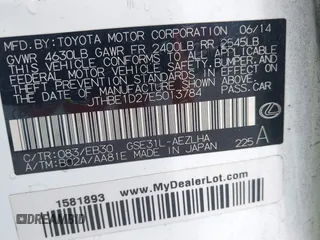 MFD. BY: TOYOTA MOTOR CORPORATION 06/14
GVWR 4630LB GAWR FR 2400LB RR 2545LB
THIS VEHICLE CONFORMS TO ALL APPLICABLE
FEDERAL MOTOR VEHICLE SAFETY, BUMPER, AND
THEFT PREVENTION STANDARDS IN EFFECT ON
THE DATE OF MANUFACTURE SHOWN ABOVE.
JTHBE1D27E5013784 PASS. CAR
C/TR: 083/EB30 GSE31L-AEZLHA
A/TM: B02A/AA81E MADE IN JAPAN 225 A
1581893
www.
MyDealerLot.com
DREAMBID